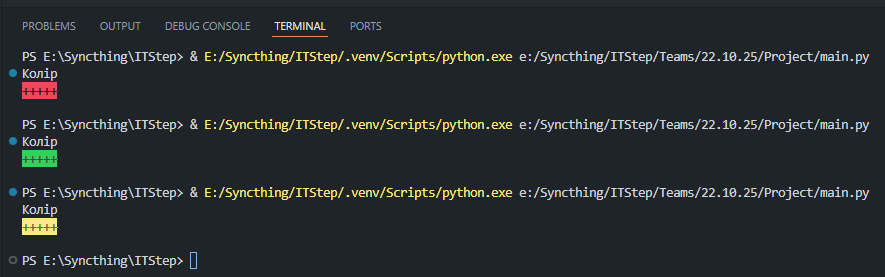 PROBLEMS OUTPUT DEBUG CONSOLE TERMINAL PORTS
PS E:\Syncthing\ITStep> & E:/Syncthing/ITStep/.venv/Scripts/python.exe e:/Syncthing/ITStep/Teams/22.10.25/Project/main.py
Колір
+++++
PS E:\Syncthing\ITStep> & E:/Syncthing/ITStep/.venv/Scripts/python.exe e:/Syncthing/ITStep/Teams/22.10.25/Project/main.py
Колір
+++++
PS E:\Syncthing\ITStep> & E:/Syncthing/ITStep/.venv/Scripts/python.exe e:/Syncthing/ITStep/Teams/22.10.25/Project/main.py
Колір
+++++
PS E:\Syncthing\ITStep>